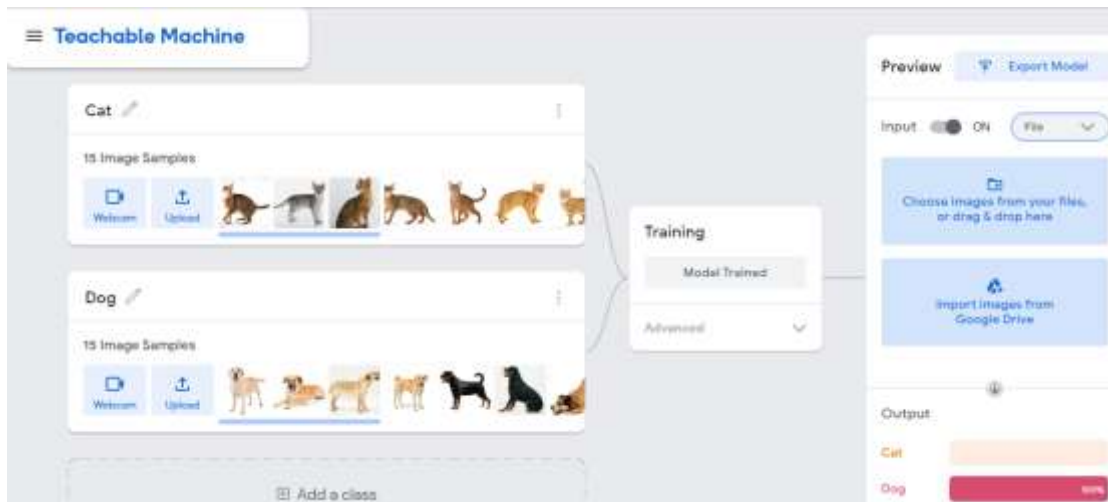 Teachable Machine
Cat
15 Image Samples
Webcam
Upload
Dog
15 Image Samples
Webcam
Upload
Add a class
Training
Model Trained
Advanced
Preview
Export Model
Input
ON
File
Choose images from your files,
or drag & drop here
Import images from
Google Drive
Output
Cat
Dog
100%